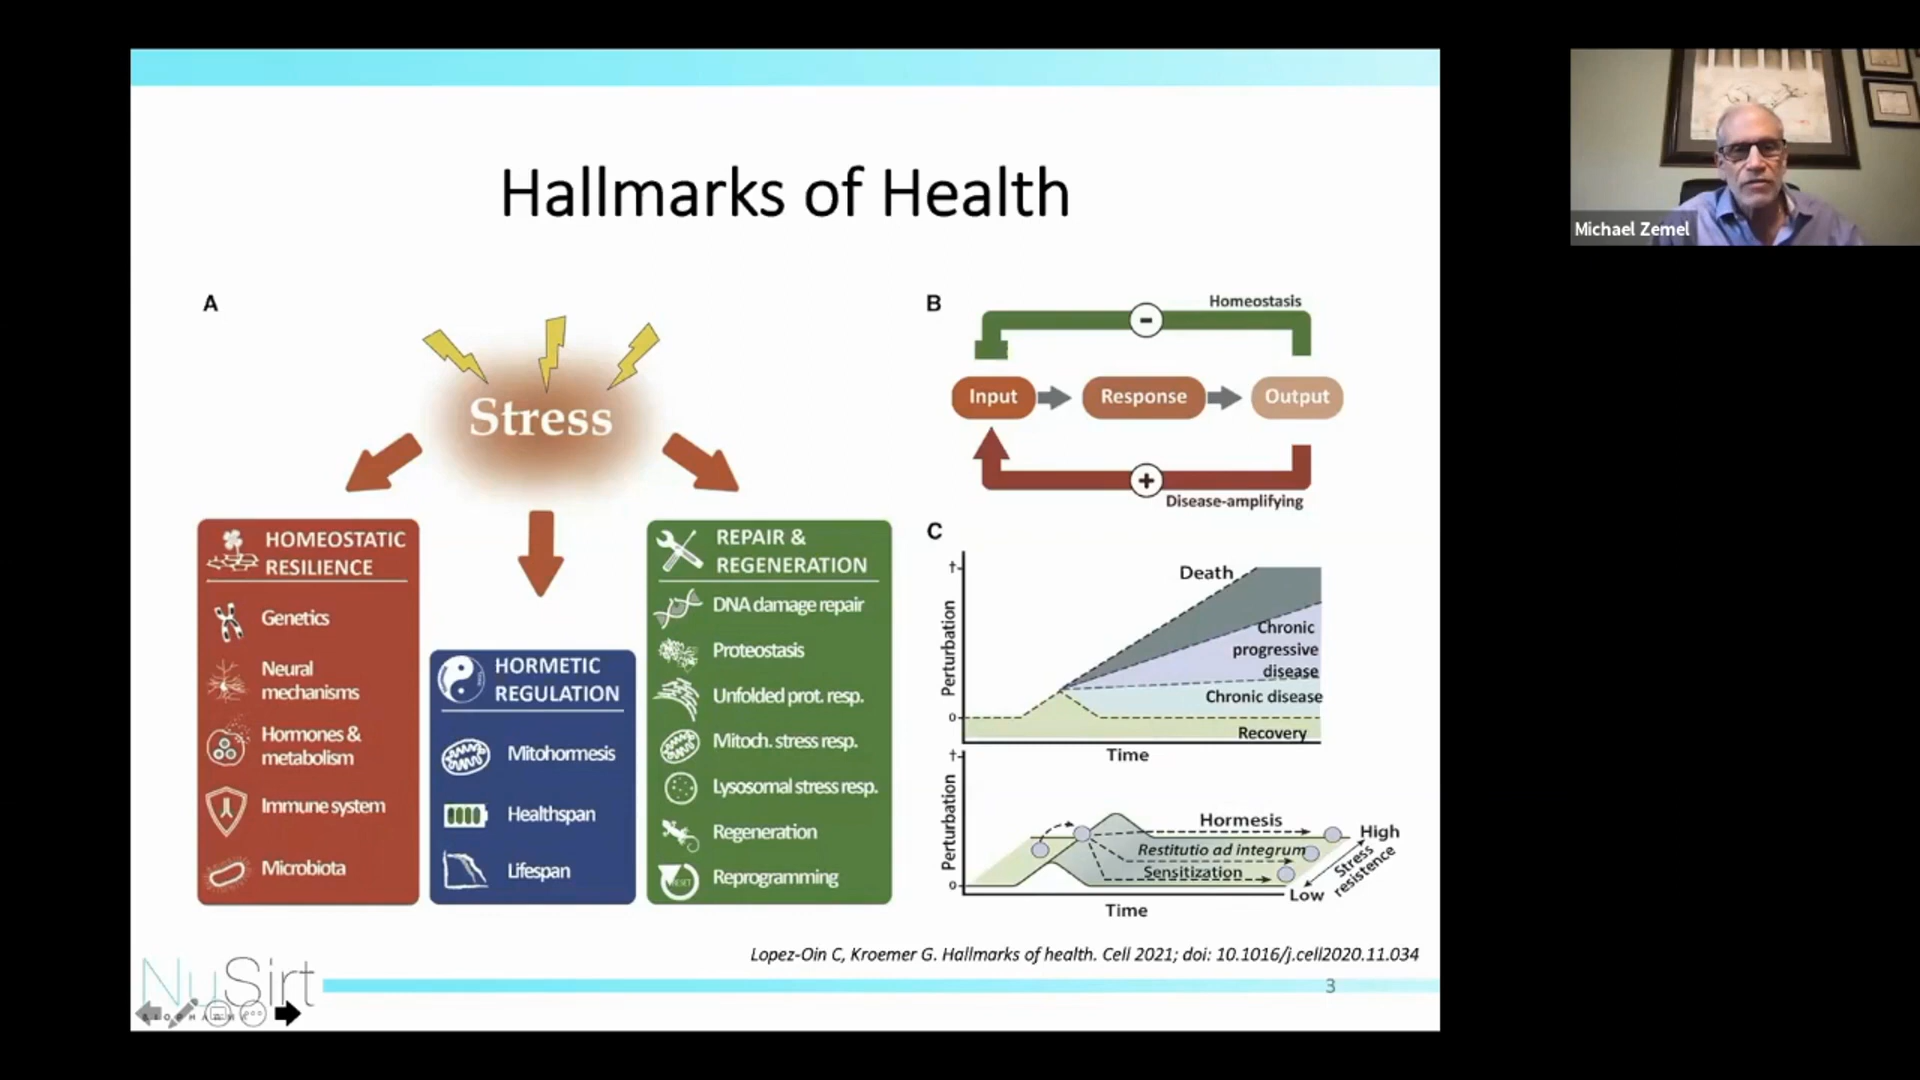 Hallmarks of Health
Michael Zemel
A
Stress
HOMEOSTATIC
RESILIENCE
Genetics
Neural
mechanisms
Hormones &
metabolism
Immune system
Microbiota
HORMETIC
REGULATION
Mitohormesis
Healthspan
Lifespan
REPAIR &
REGENERATION
DNA damage repair
Proteostasis
Unfolded prot. resp.
Mitoch. stress resp.
Lysosomal stress resp.
Regeneration
RESET
Reprogramming
B
Homeostasis
-
Input
Response
Output
+
Disease-amplifying
C
†
Death
Perturbation
Chronic
progressive
disease
Chronic disease
0
Recovery
Time
†
Perturbation
Hormesis
High
Restitutio ad integrum
Stress
resistence
Sensitization
0
Low
Time
Lopez-Oin C, Kroemer G. Hallmarks of health. Cell 2021; doi: 10.1016/j.cell2020.11.034
NuSirt
3